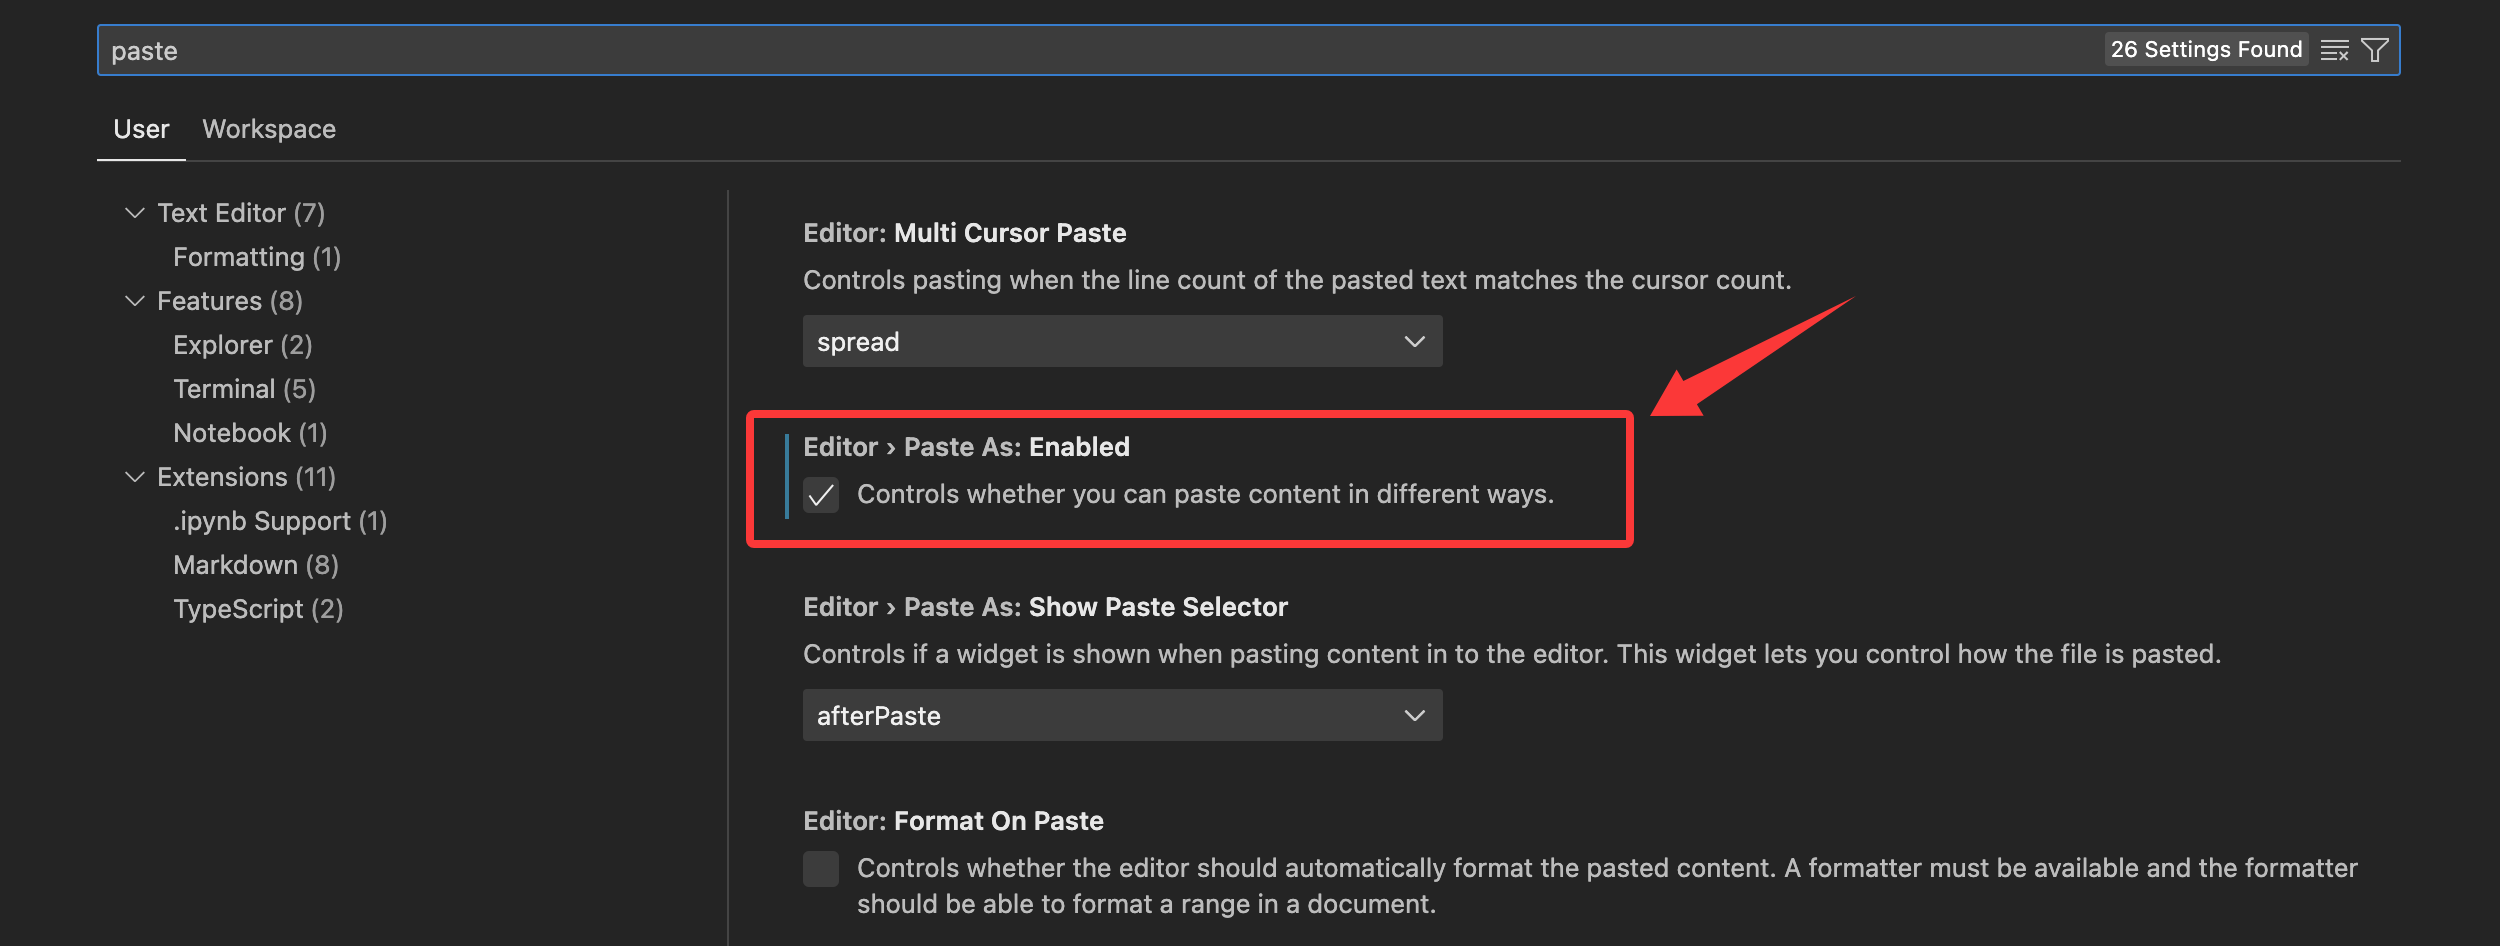 paste
26 Settings Found
User
Workspace
Text Editor (7)
Formatting (1)
Features (8)
Explorer (2)
Terminal (5)
Notebook (1)
Extensions (11)
.ipynb Support (1)
Markdown (8)
TypeScript (2)
Editor: Multi Cursor Paste
Controls pasting when the line count of the pasted text matches the cursor count.
spread
Editor › Paste As: Enabled
Controls whether you can paste content in different ways.
Editor › Paste As: Show Paste Selector
Controls if a widget is shown when pasting content in to the editor. This widget lets you control how the file is pasted.
afterPaste
Editor: Format On Paste
Controls whether the editor should automatically format the pasted content. A formatter must be available and the formatter
should be able to format a range in a document.